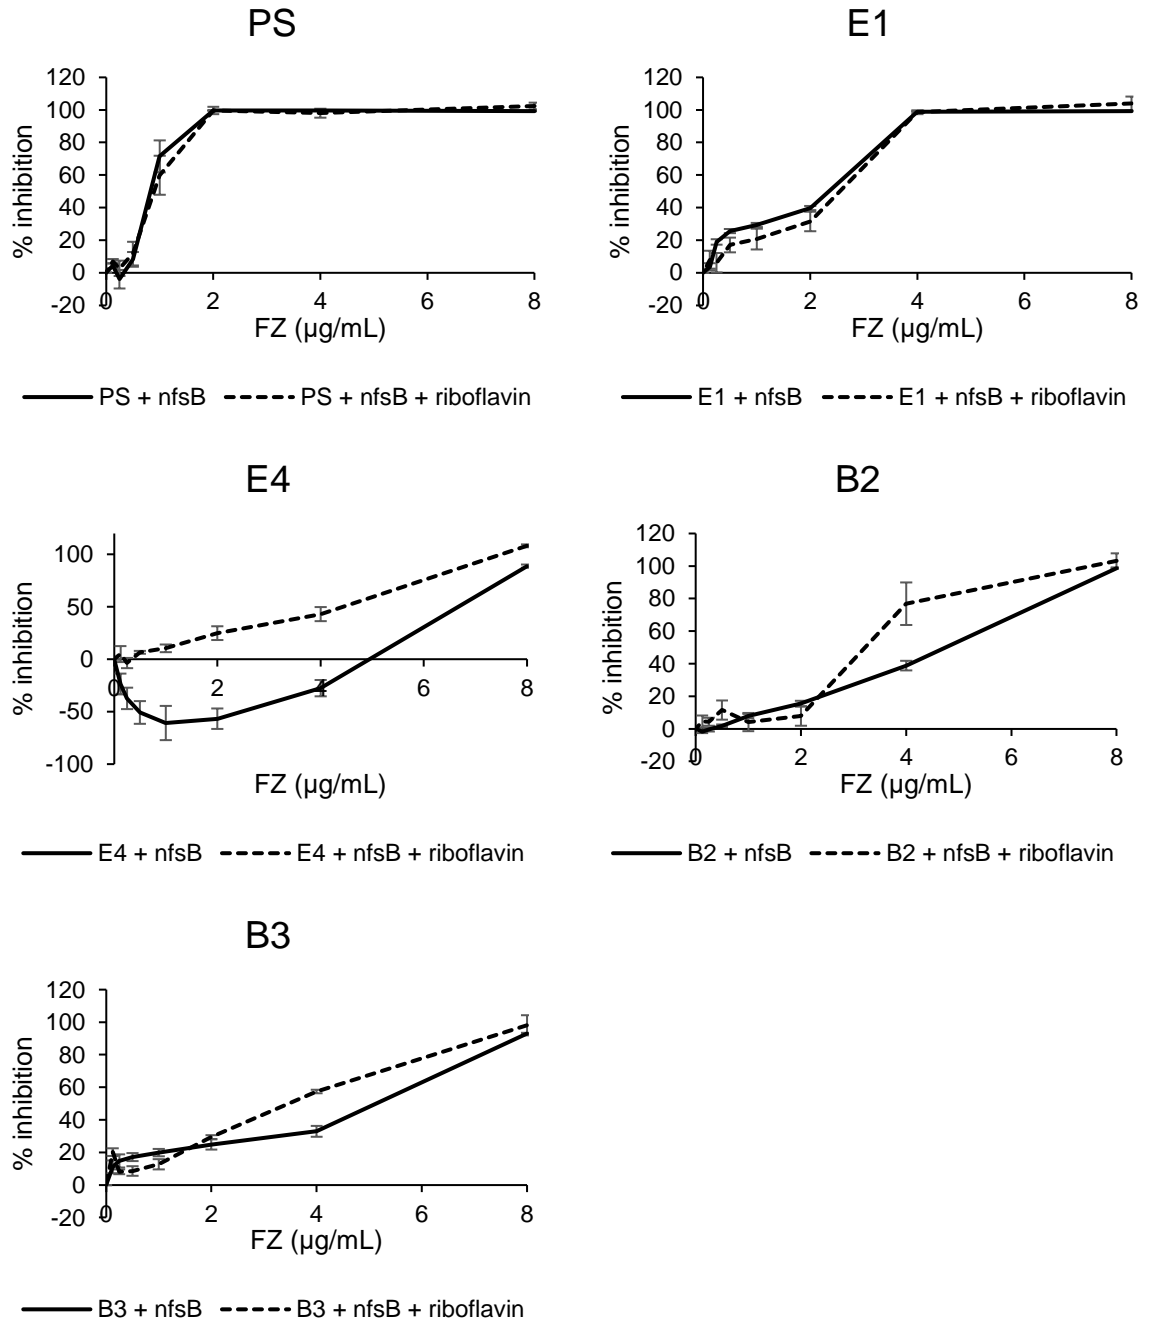 PS
120
100
80
60
40
20
0
-20
% inhibition
0 2 4 6 8
FZ (µg/mL)
PS + nfsB PS + nfsB + riboflavin
E1
120
100
80
60
40
20
0
-20
% inhibition
0 2 4 6 8
FZ (µg/mL)
E1 + nfsB E1 + nfsB + riboflavin
E4
100
50
0
-50
-100
% inhibition
0 2 4 6 8
FZ (µg/mL)
E4 + nfsB E4 + nfsB + riboflavin
B2
120
100
80
60
40
20
0
-20
% inhibition
0 2 4 6 8
FZ (µg/mL)
B2 + nfsB B2 + nfsB + riboflavin
B3
120
100
80
60
40
20
0
-20
% inhibition
0 2 4 6 8
FZ (µg/mL)
B3 + nfsB B3 + nfsB + riboflavin